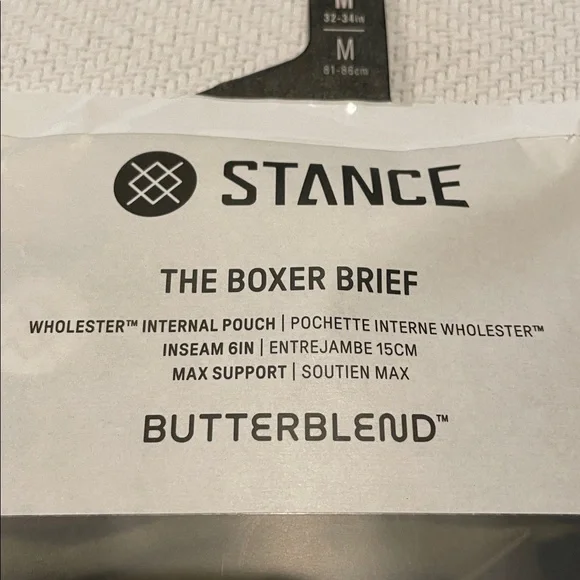 M
32-34in
M
81-86cm
STANCE
THE BOXER BRIEF
WHOLESTER™ INTERNAL POUCH | POCHETTE INTERNE WHOLESTER™
INSEAM 6IN | ENTREJAMBE 15CM
MAX SUPPORT | SOUTIEN MAX
BUTTERBLEND™